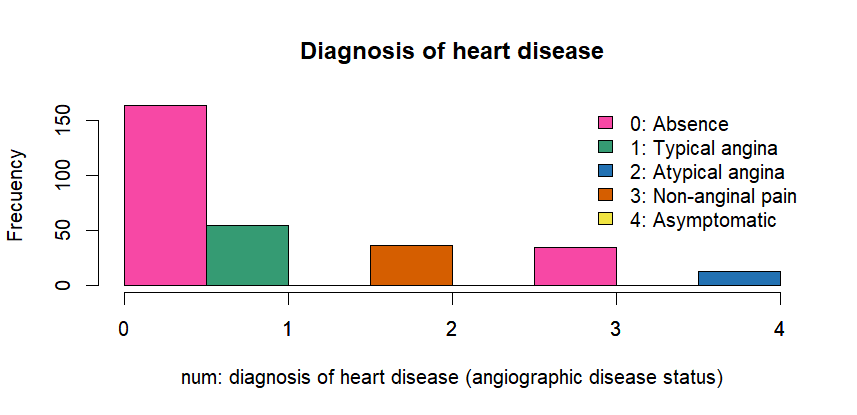 Diagnosis of heart disease
Frecuency
150
100
50
0
0: Absence
1: Typical angina
2: Atypical angina
3: Non-anginal pain
4: Asymptomatic
0 1 2 3 4
num: diagnosis of heart disease (angiographic disease status)